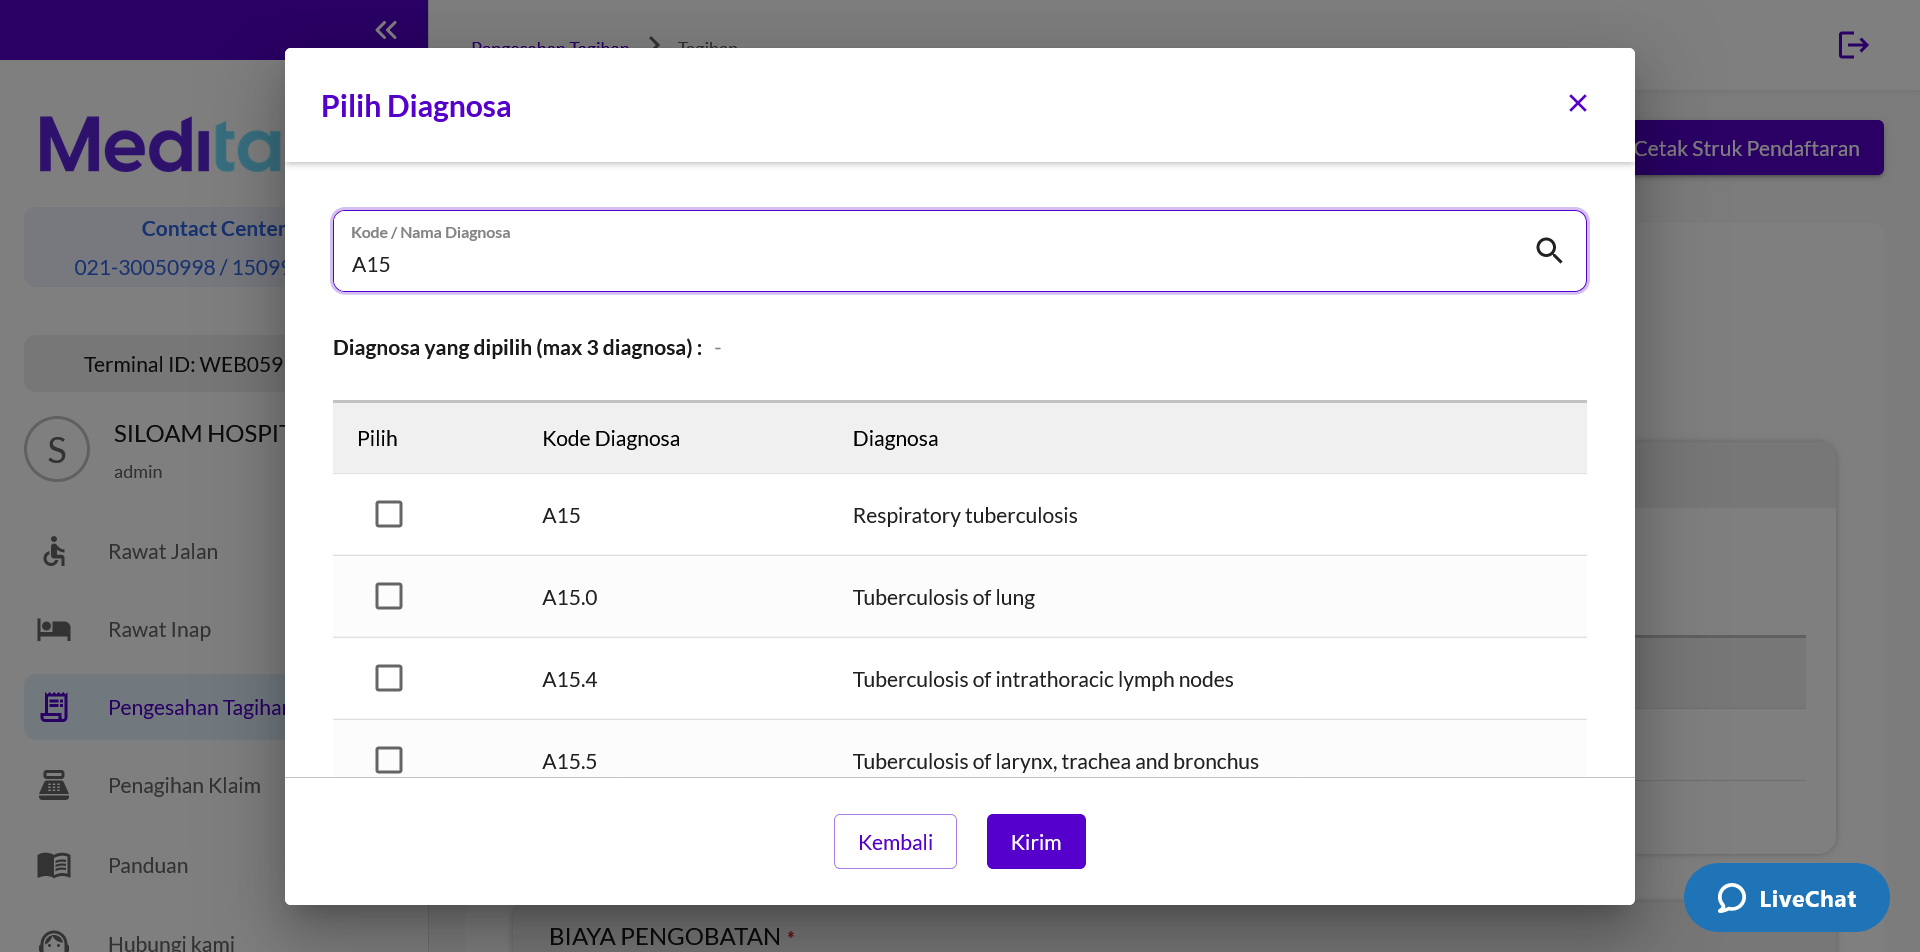 Pengesahan Tagihan
Tagihan
Pilih Diagnosa
Cetak Struk Pendaftaran
Medita
Contact Center
021-30050998 / 1509
Terminal ID: WEB059
S
SILOAM HOSPIT
admin
Rawat Jalan
Rawat Inap
Pengesahan Tagihan
Penagihan Klaim
Panduan
Hubungi kami
Kode / Nama Diagnosa
A15
Diagnosa yang dipilih (max 3 diagnosa) : -
Pilih Kode Diagnosa Diagnosa
A15 Respiratory tuberculosis
A15.0 Tuberculosis of lung
A15.4 Tuberculosis of intrathoracic lymph nodes
A15.5 Tuberculosis of larynx, trachea and bronchus
Kembali
Kirim
LiveChat
BIAYA PENGOBATAN *